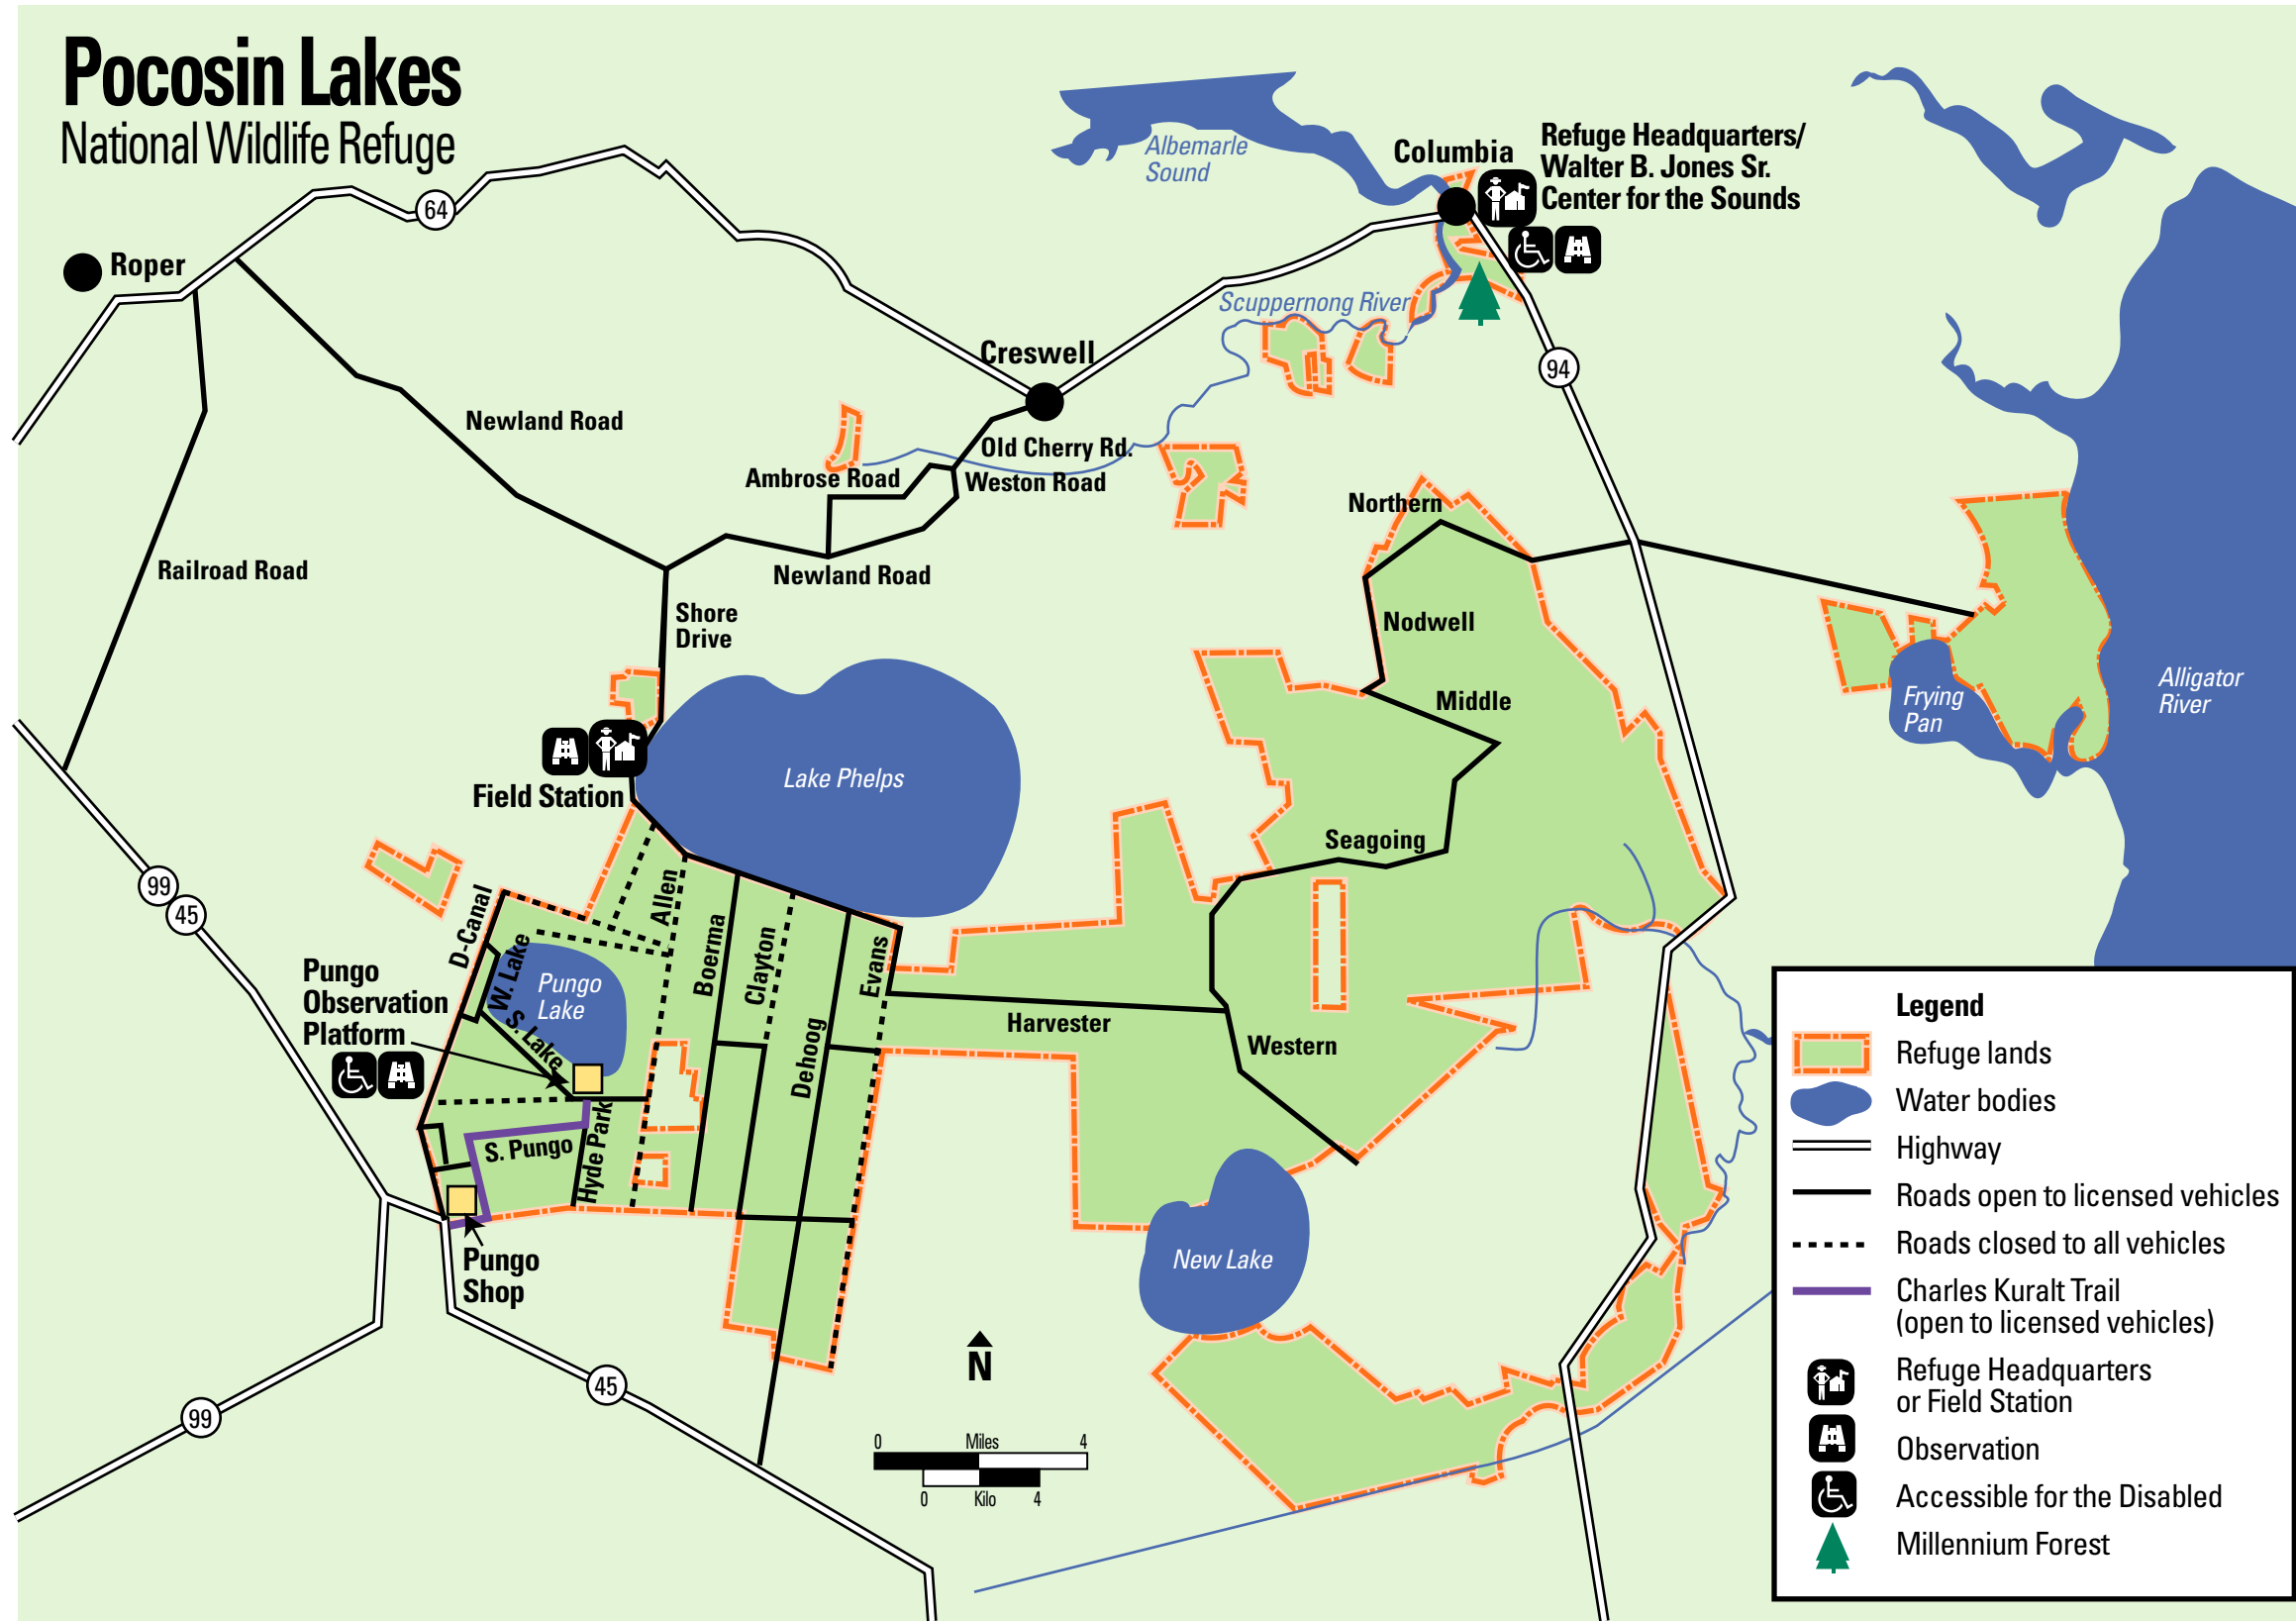 Pocosin Lakes
National Wildlife Refuge
Albemarle
Sound
Columbia
Refuge Headquarters/
Walter B. Jones Sr.
Center for the Sounds
64
Roper
Scuppernong River
Creswell
94
Newland Road
Old Cherry Rd.
Ambrose Road
Weston Road
Northern
Railroad Road
Newland Road
Shore
Drive
Nodwell
Middle
Frying
Pan
Alligator
River
Lake Phelps
Field Station
Seagoing
99
45
D-Canal
W. Lake
Allen
Boerma
Clayton
Evans
Pungo
Observation
Platform
Pungo
Lake
S. Lake
Harvester
Western
Dehoog
S. Pungo
Hyde Park
Pungo
Shop
New Lake
45
99
N
0 Miles 4
0 Kilo 4
Legend
Refuge lands
Water bodies
Highway
Roads open to licensed vehicles
Roads closed to all vehicles
Charles Kuralt Trail
(open to licensed vehicles)
Refuge Headquarters
or Field Station
Observation
Accessible for the Disabled
Millennium Forest